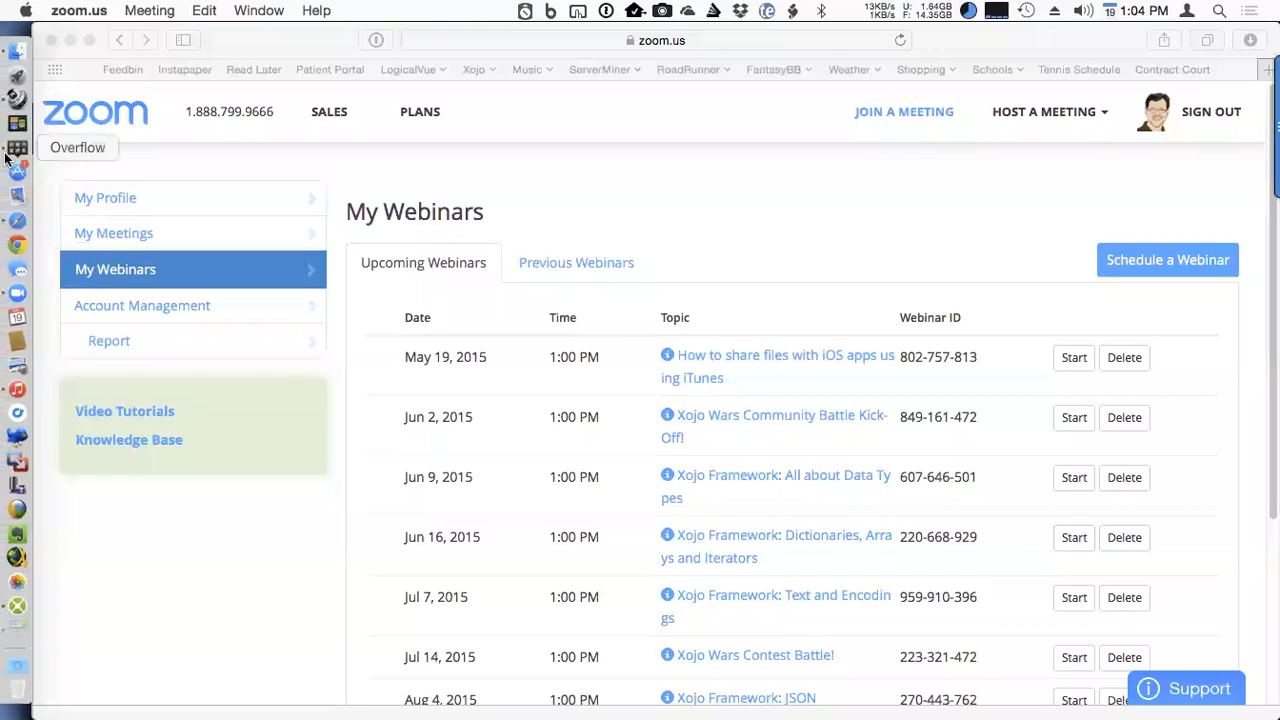 zoom.us Meeting Edit Window Help 13KB/s 1KB/s U: 1.64GB F: 14.35GB 19 1:04 PM
zoom.us
Feedbin Instapaper Read Later Patient Portal LogicalVue Xojo Music ServerMiner RoadRunner FantasyBB Weather Shopping Schools Tennis Schedule Contract Court
zoom 1.888.799.9666 SALES PLANS JOIN A MEETING HOST A MEETING SIGN OUT
Overflow
My Profile
My Meetings
My Webinars
Account Management
Report
Video Tutorials
Knowledge Base
My Webinars
Upcoming Webinars Previous Webinars Schedule a Webinar
Date Time Topic Webinar ID
May 19, 2015 1:00 PM How to share files with iOS apps us 802-757-813 Start Delete
ing iTunes
Jun 2, 2015 1:00 PM Xojo Wars Community Battle Kick- 849-161-472 Start Delete
Off!
Jun 9, 2015 1:00 PM Xojo Framework: All about Data Ty 607-646-501 Start Delete
pes
Jun 16, 2015 1:00 PM Xojo Framework: Dictionaries, Arra 220-668-929 Start Delete
ys and Iterators
Jul 7, 2015 1:00 PM Xojo Framework: Text and Encodin 959-910-396 Start Delete
gs
Jul 14, 2015 1:00 PM Xojo Wars Contest Battle! 223-321-472 Start Delete
Aug 4, 2015 1:00 PM Xojo Framework: JSON 270-443-762 Start Del
Support